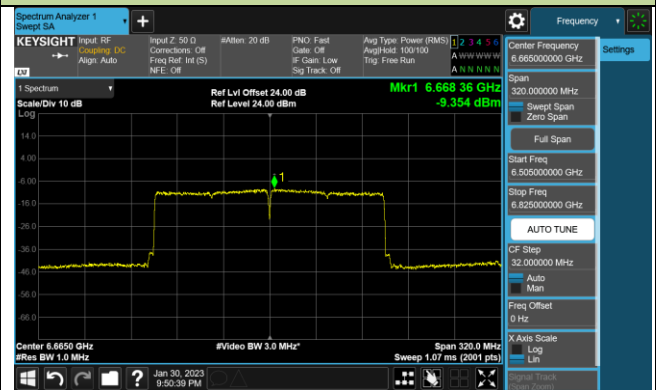 Spectrum Analyzer 1
Swept SA
Frequency
KEYSIGHT
Input: RF
Coupling: DC
Align: Auto
Input Z: 50 Ω
Corrections: Off
Freq Ref: Int (S)
NFE: Off
#Atten: 20 dB
PNO: Fast
Gate: Off
IF Gain: Low
Sig Track: Off
Avg Type: Power (RMS)
Avg|Hold: 100/100
Trig: Free Run
1 2 3 4 5 6
A W W W W W
A N N N N N
LXI
1 Spectrum
Scale/Div 10 dB
Log
Ref Lvl Offset 24.00 dB
Ref Level 24.00 dBm
Mkr1 6.668 36 GHz
-9.354 dBm
1
14.0
4.00
-6.00
-16.0
-26.0
-36.0
-46.0
-56.0
-66.0
Center 6.6650 GHz
#Res BW 1.0 MHz
#Video BW 3.0 MHz*
Span 320.0 MHz
Sweep 1.07 ms (2001 pts)
Jan 30, 2023
9:50:39 PM
?
Center Frequency
6.665000000 GHz
Span
320.000000 MHz
Swept Span
Zero Span
Full Span
Start Freq
6.505000000 GHz
Stop Freq
6.825000000 GHz
AUTO TUNE
CF Step
32.000000 MHz
Auto
Man
Freq Offset
0 Hz
X Axis Scale
Log
Lin
Signal Track
(Span Zoom)
Settings